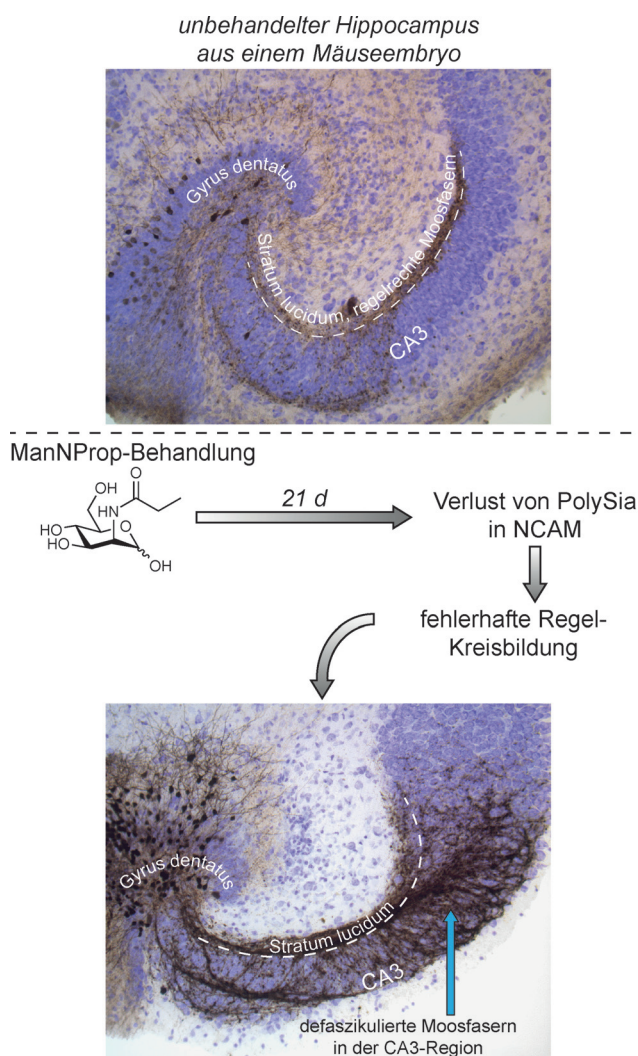 unbehandelter Hippocampus
aus einem Mäuseembryo
Gyrus dentatus
Stratum lucidum, regelrechte Moosfasern
CA3
ManNProp-Behandlung
O
OH
HN
HO
O
HO
OH
21 d
Verlust von PolySia
in NCAM
fehlerhafte Regel-
Kreisbildung
Gyrus dentatus
Stratum lucidum
CA3
defaszikulierte Moosfasern
in der CA3-Region